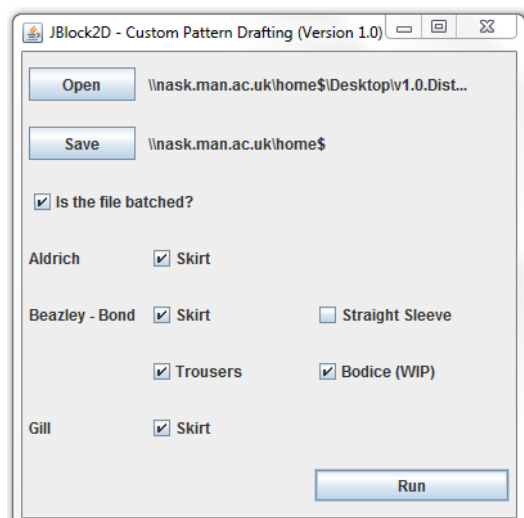 JBlock2D - Custom Pattern Drafting (Version 1.0)
Open \\nask.man.ac.uk\home$\Desktop\v1.0.Dist...
Save \\nask.man.ac.uk\home$
Is the file batched?
Aldrich Skirt
Beazley - Bond Skirt Straight Sleeve
Trousers Bodice (WIP)
Gill Skirt
Run